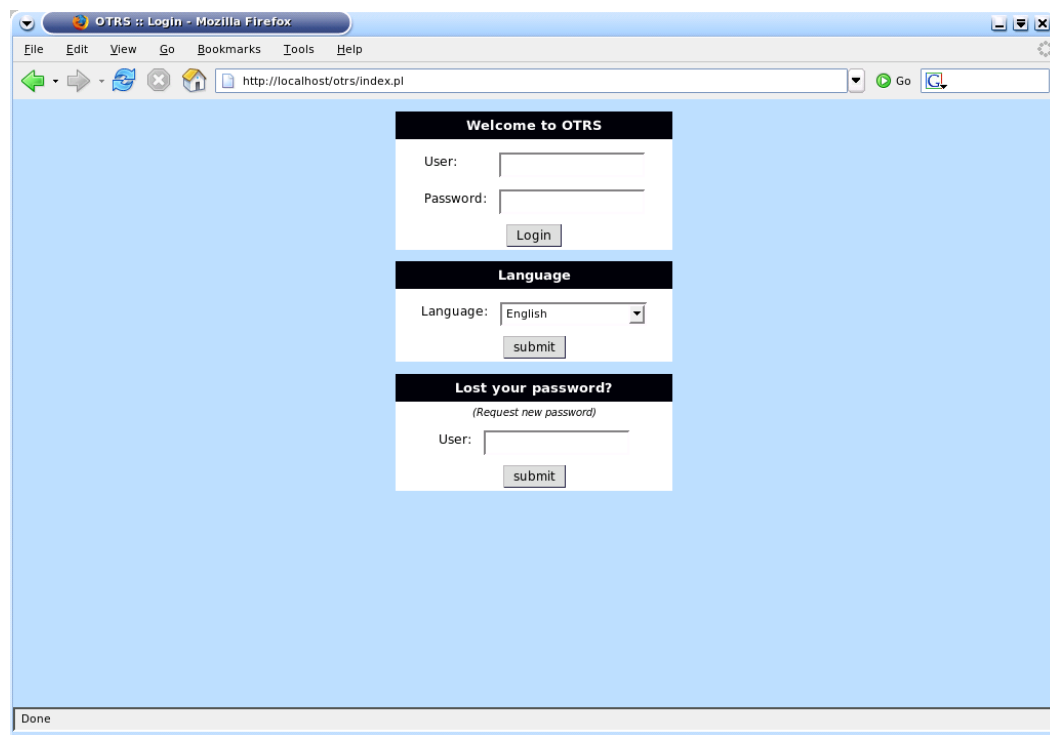 OTRS :: Login - Mozilla Firefox
File Edit View Go Bookmarks Tools Help
http://localhost/otrs/index.pl Go G
Welcome to OTRS
User:
Password:
Login
Language
Language: English
submit
Lost your password?
(Request new password)
User:
submit
Done